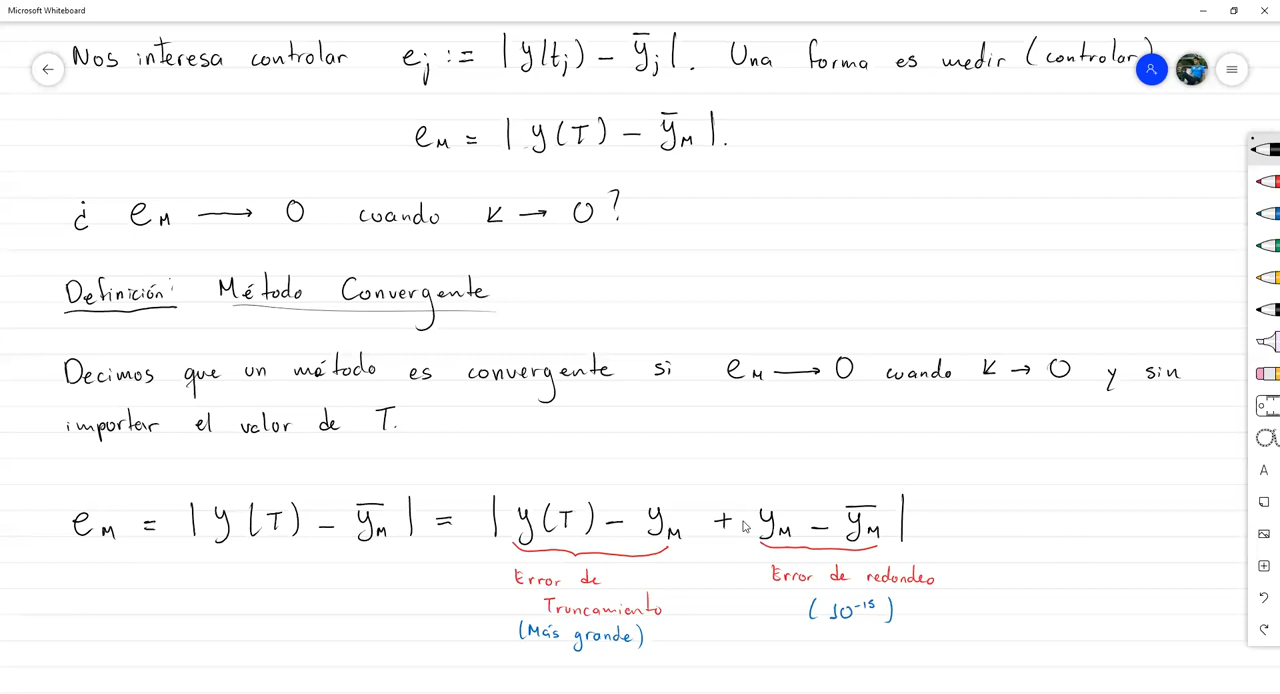 Microsoft Whiteboard
Nos interesa controlar e_j := | y(t_j) − ȳ_j |. Una forma es medir (controlar)
e_M = | y(T) − ȳ_M |.
¿ e_M → 0 cuando K → 0 ?
Definición: Método Convergente
Decimos que un método es convergente si e_M → 0 cuando K → 0 y sin
importar el valor de T.
e_M = | y(T) − ȳ_M | = | y(T) − y_M + y_M − ȳ_M |
Error de
Truncamiento
(Más grande)
Error de redondeo
(10^-15)
A